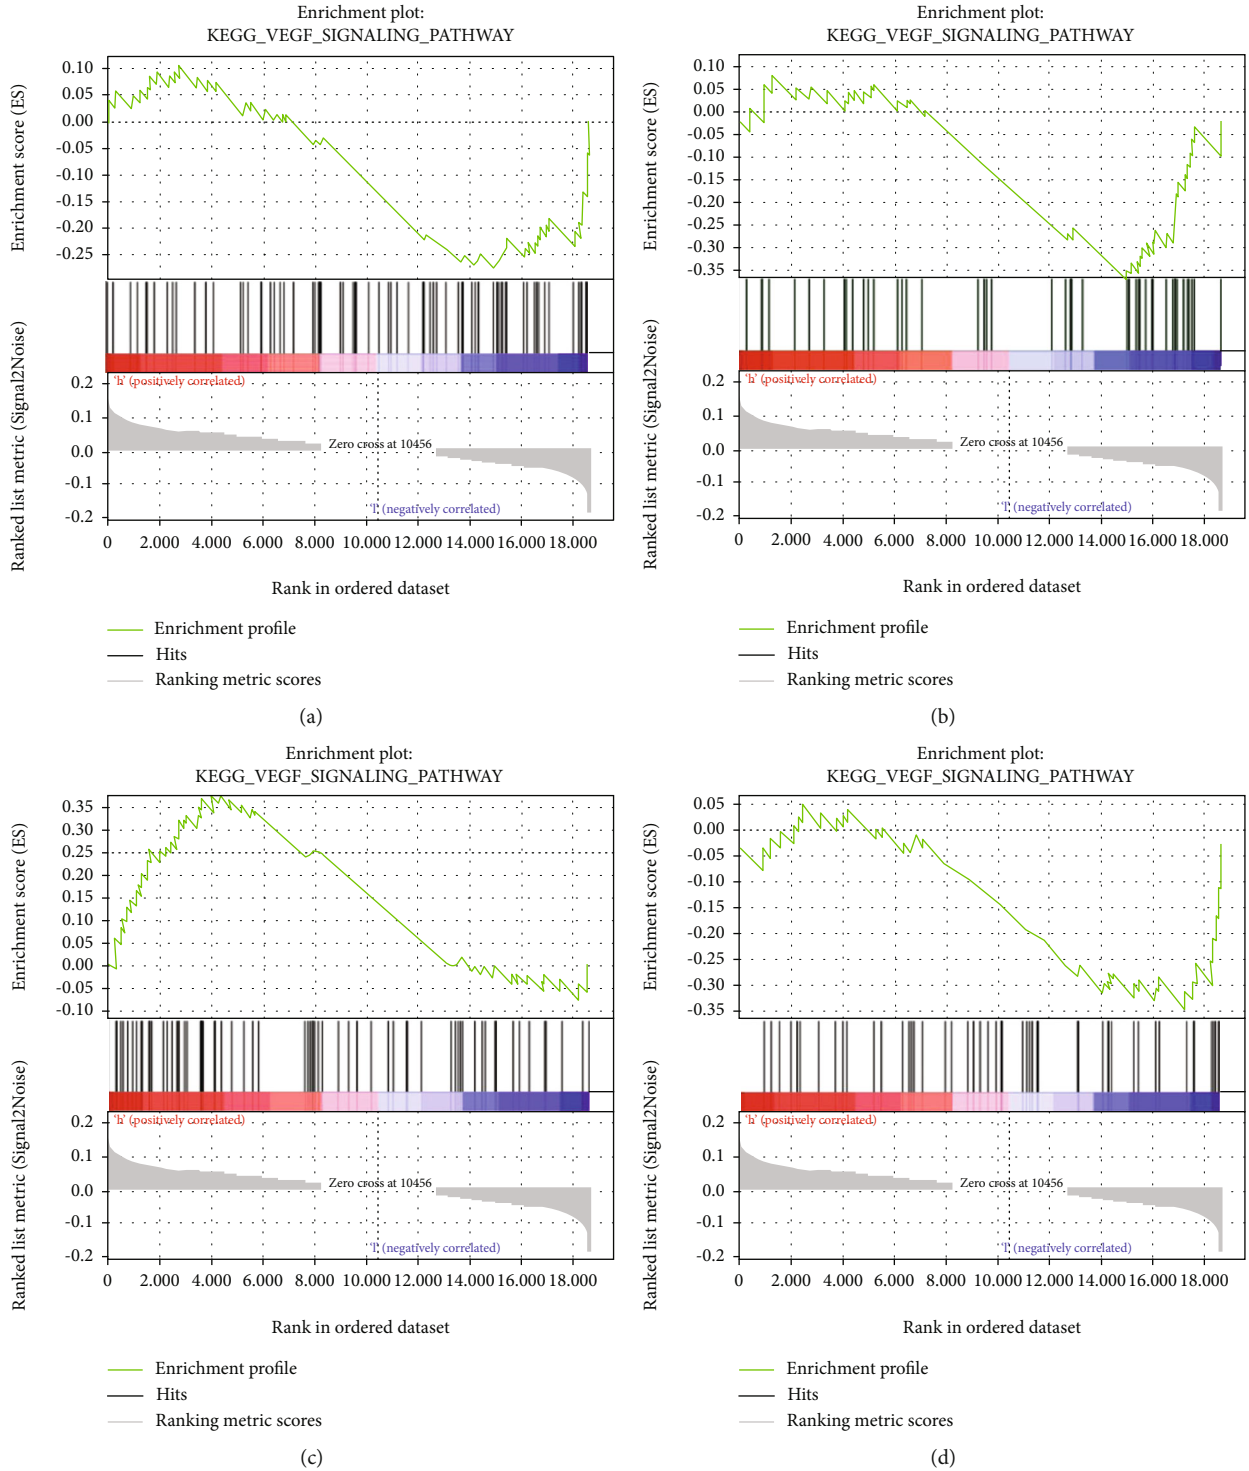 Enrichment plot:
KEGG_VEGF_SIGNALING_PATHWAY
Enrichment score (ES)
0.10
0.05
0.00
-0.05
-0.10
-0.15
-0.20
-0.25
Ranked list metric (Signal2Noise)
'h' (positively correlated)
0.2
0.1
0.0
-0.1
-0.2
Zero cross at 10456
'l' (negatively correlated)
0 2.000 4.000 6.000 8.000 10.000 12.000 14.000 16.000 18.000
Rank in ordered dataset
Enrichment profile
Hits
Ranking metric scores
(a)
Enrichment plot:
KEGG_VEGF_SIGNALING_PATHWAY
Enrichment score (ES)
0.10
0.05
0.00
-0.05
-0.10
-0.15
-0.20
-0.25
-0.30
-0.35
Ranked list metric (Signal2Noise)
'h' (positively correlated)
0.2
0.1
0.0
-0.1
-0.2
Zero cross at 10456
'l' (negatively correlated)
0 2.000 4.000 6.000 8.000 10.000 12.000 14.000 16.000 18.000
Rank in ordered dataset
Enrichment profile
Hits
Ranking metric scores
(b)
Enrichment plot:
KEGG_VEGF_SIGNALING_PATHWAY
Enrichment score (ES)
0.35
0.30
0.25
0.20
0.15
0.10
0.05
0.00
-0.05
-0.10
Ranked list metric (Signal2Noise)
'h' (positively correlated)
0.2
0.1
0.0
-0.1
-0.2
Zero cross at 10456
'l' (negatively correlated)
0 2.000 4.000 6.000 8.000 10.000 12.000 14.000 16.000 18.000
Rank in ordered dataset
Enrichment profile
Hits
Ranking metric scores
(c)
Enrichment plot:
KEGG_VEGF_SIGNALING_PATHWAY
Enrichment score (ES)
0.05
0.00
-0.05
-0.10
-0.15
-0.20
-0.25
-0.30
-0.35
Ranked list metric (Signal2Noise)
'h' (positively correlated)
0.2
0.1
0.0
-0.1
-0.2
Zero cross at 10456
'l' (negatively correlated)
0 2.000 4.000 6.000 8.000 10.000 12.000 14.000 16.000 18.000
Rank in ordered dataset
Enrichment profile
Hits
Ranking metric scores
(d)